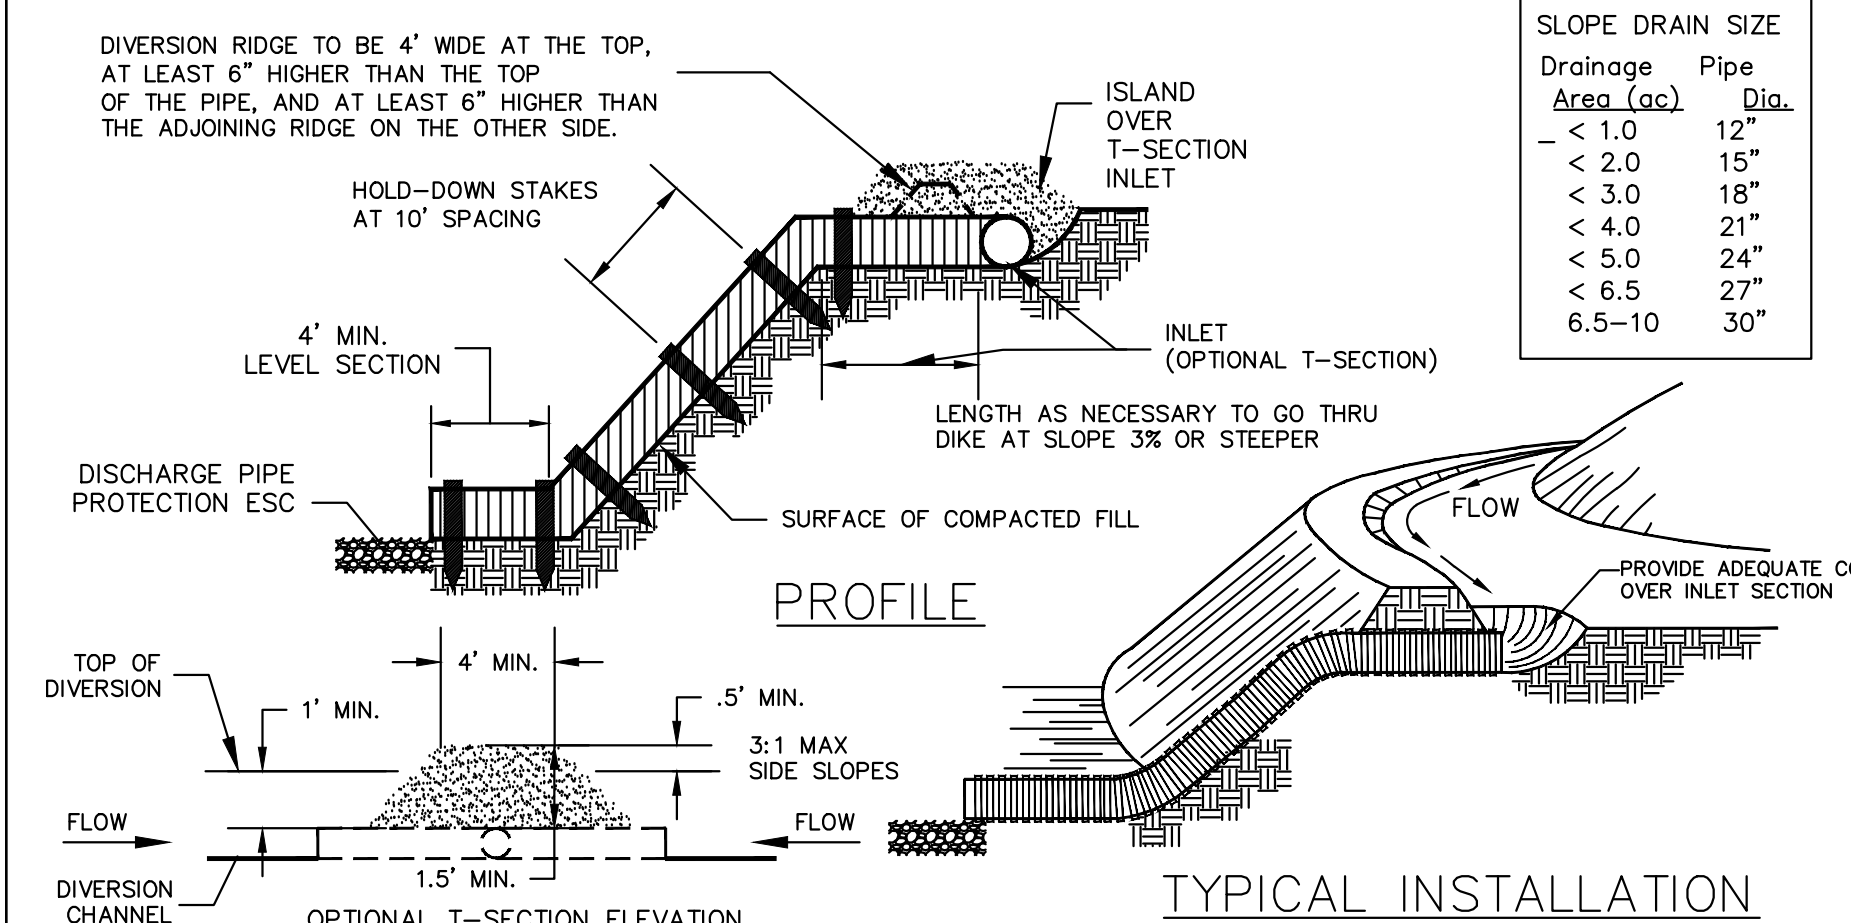 DIVERSION RIDGE TO BE 4' WIDE AT THE TOP,
AT LEAST 6" HIGHER THAN THE TOP
OF THE PIPE, AND AT LEAST 6" HIGHER THAN
THE ADJOINING RIDGE ON THE OTHER SIDE.
HOLD-DOWN STAKES
AT 10' SPACING
4' MIN.
LEVEL SECTION
DISCHARGE PIPE
PROTECTION ESC
ISLAND
OVER
T-SECTION
INLET
INLET
(OPTIONAL T-SECTION)
LENGTH AS NECESSARY TO GO THRU
DIKE AT SLOPE 3% OR STEEPER
SURFACE OF COMPACTED FILL
PROFILE
SLOPE DRAIN SIZE
Drainage Pipe
Area (ac) Dia.
_ < 1.0 12"
< 2.0 15"
< 3.0 18"
< 4.0 21"
< 5.0 24"
< 6.5 27"
6.5-10 30"
FLOW
PROVIDE ADEQUATE
OVER INLET SECTION
TYPICAL INSTALLATION
TOP OF
DIVERSION
1' MIN.
4' MIN.
.5' MIN.
3:1 MAX
SIDE SLOPES
FLOW
FLOW
1.5' MIN.
DIVERSION
CHANNEL
OPTIONAL T-SECTION ELEVATION